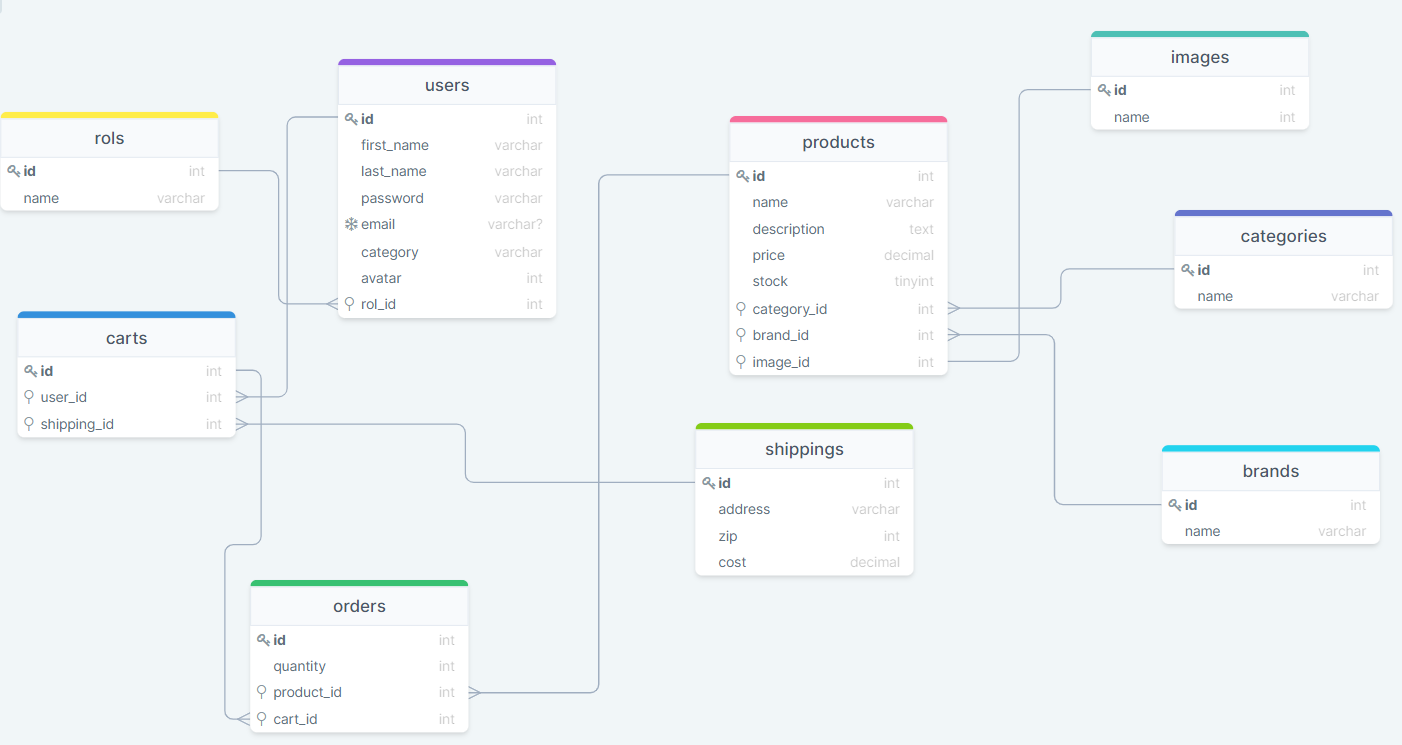 rols
id int
name varchar
users
id int
first_name varchar
last_name varchar
password varchar
email varchar?
category varchar
avatar int
rol_id int
carts
id int
user_id int
shipping_id int
orders
id int
quantity int
product_id int
cart_id int
products
id int
name varchar
description text
price decimal
stock tinyint
category_id int
brand_id int
image_id int
shippings
id int
address varchar
zip int
cost decimal
images
id int
name int
categories
id int
name varchar
brands
id int
name varchar